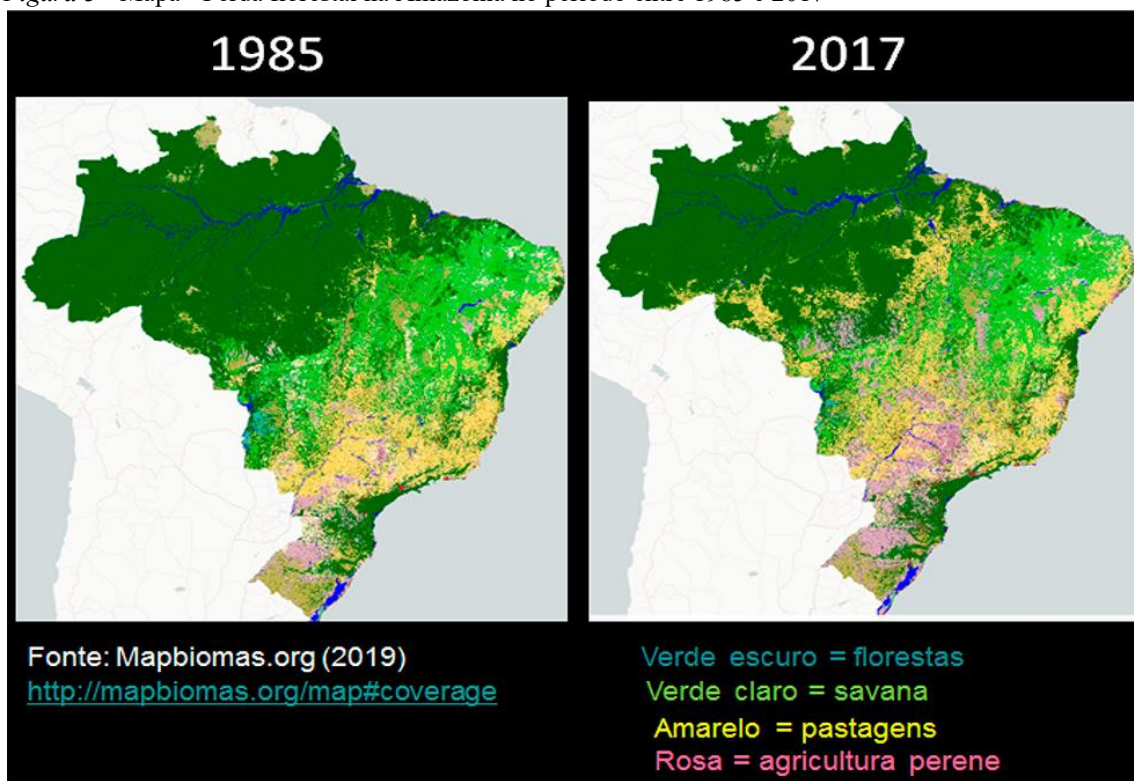 1985
2017
Fonte: Mapbiomas.org (2019)
http://mapbiomas.org/map#coverage
Verde escuro = florestas
Verde claro = savana
Amarelo = pastagens
Rosa = agricultura perene